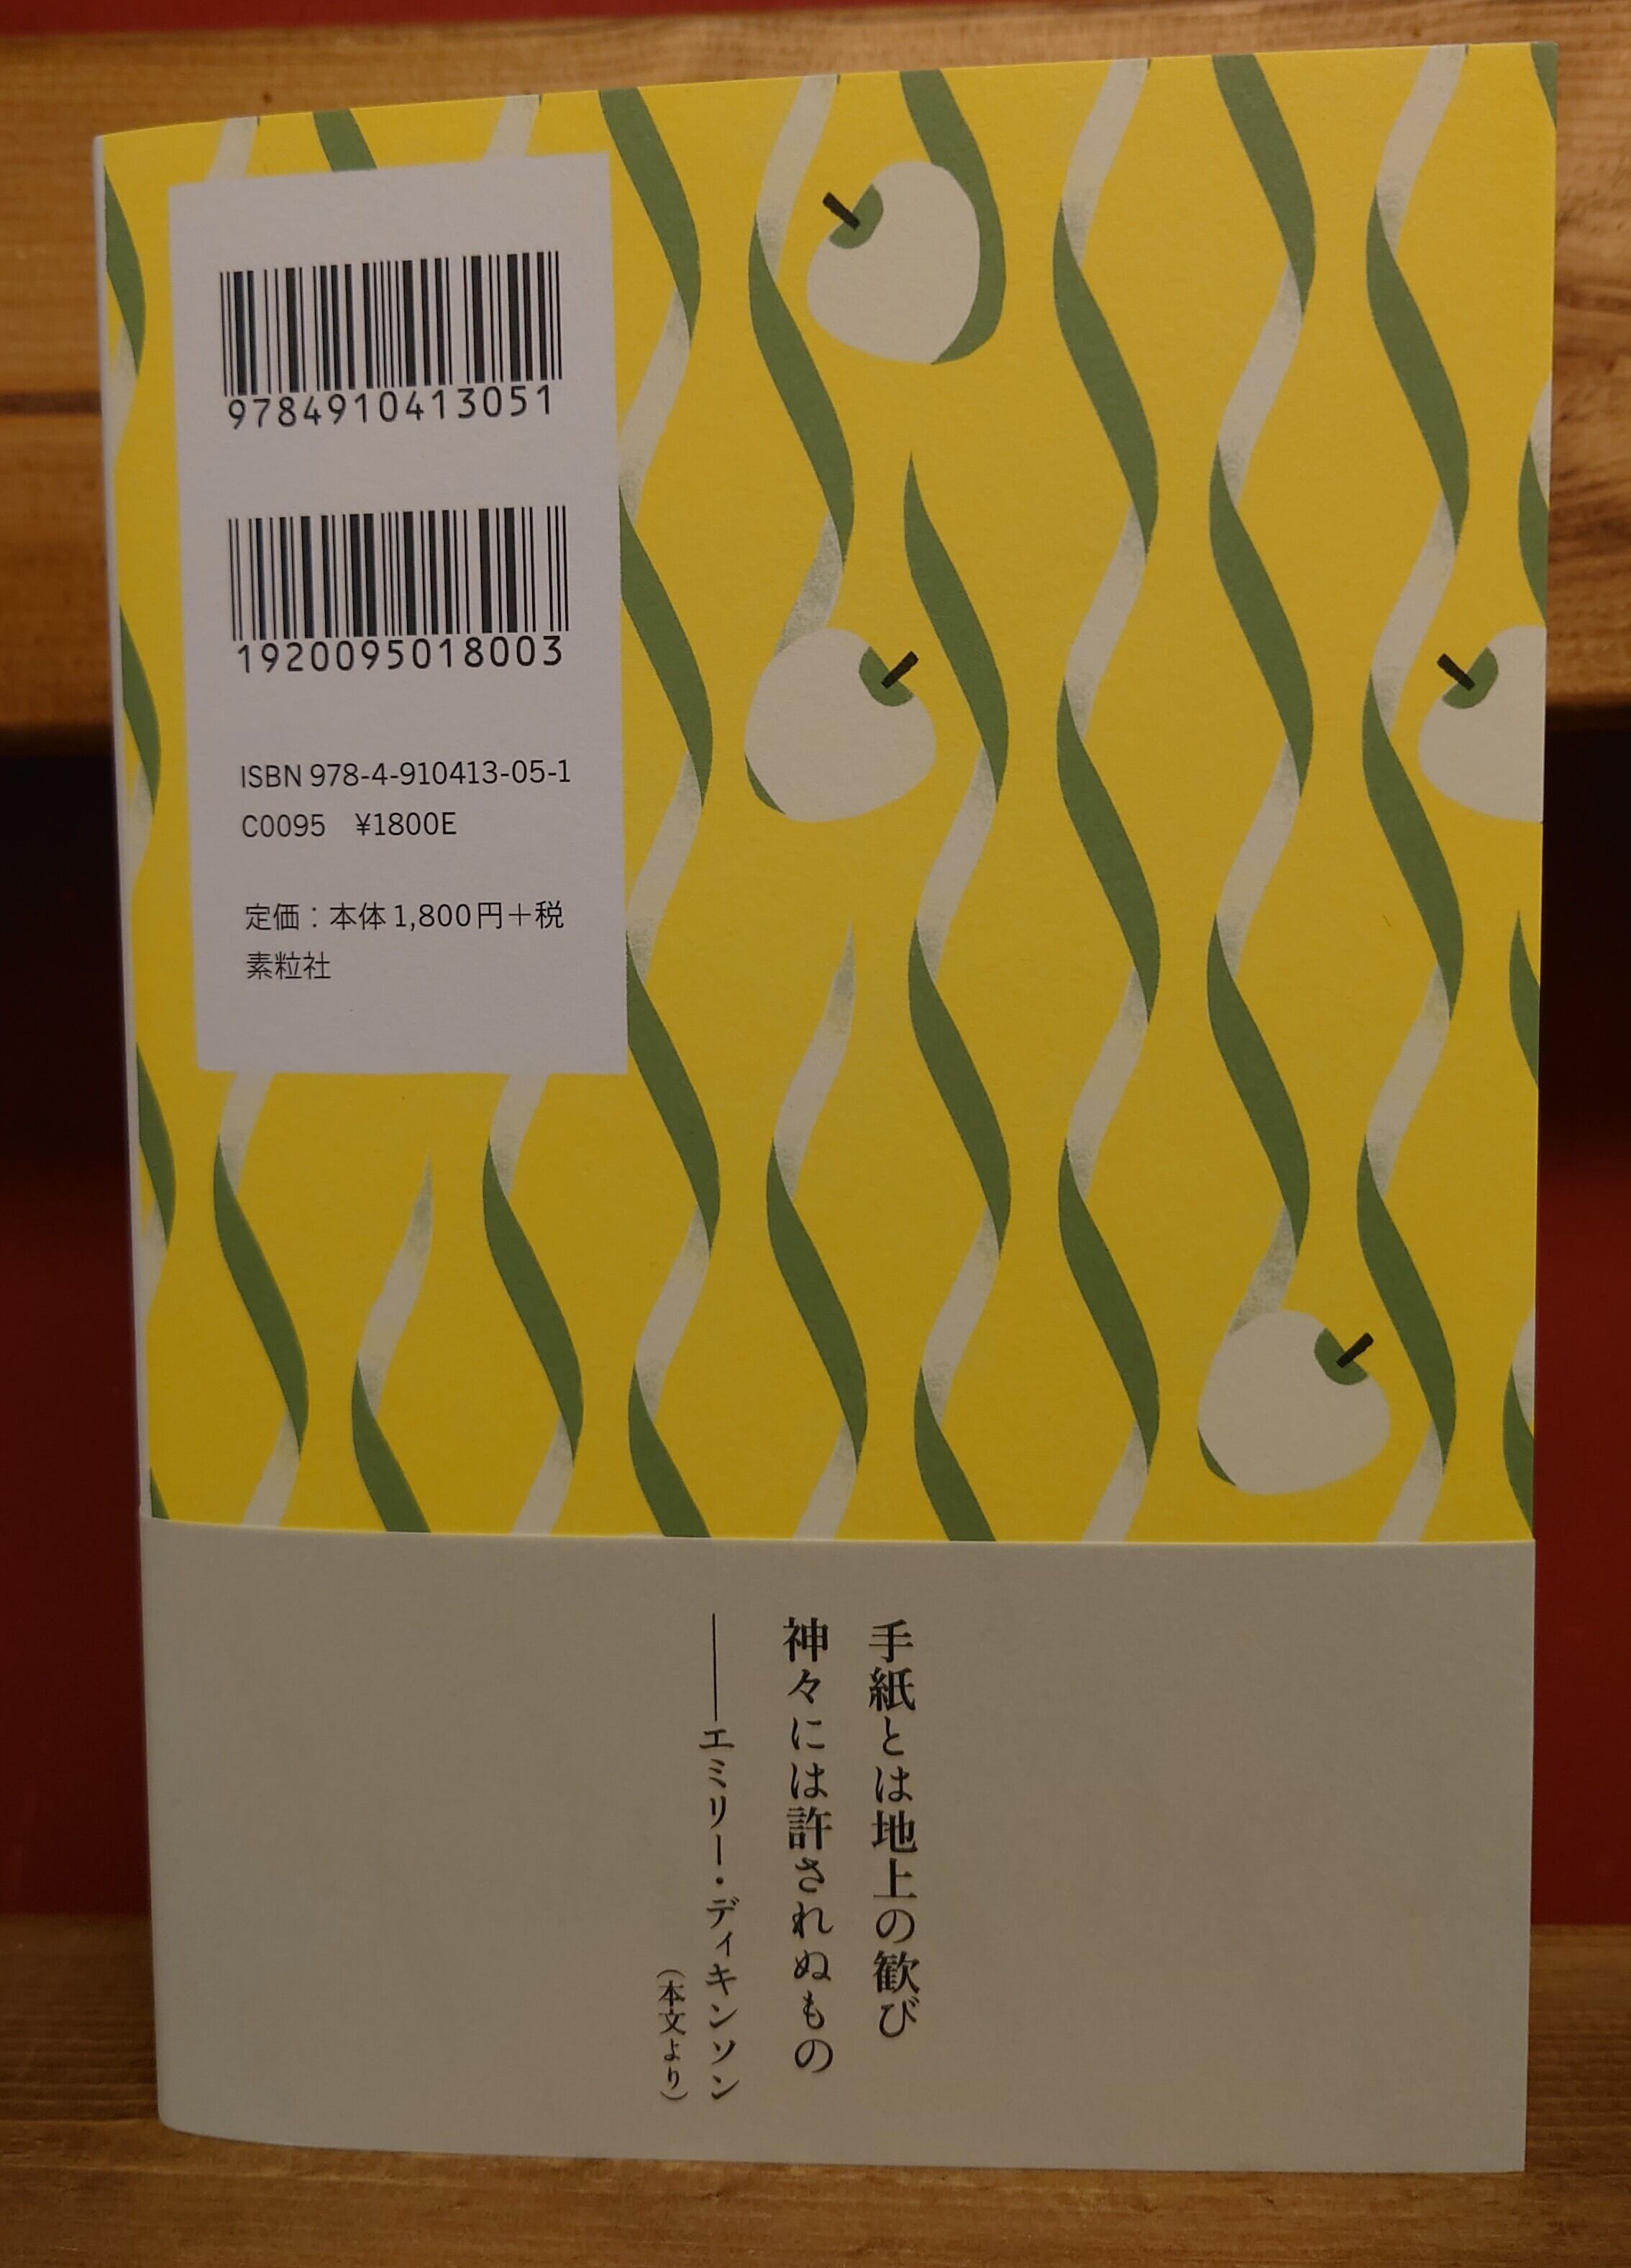 9784910413051
1920095018003
ISBN 978-4-910413-05-1
C0095 ¥1800E
定価：本体1,800円＋税
素粒社
手紙とは地上の歓び
神々には許されぬもの
——エミリー・ディキンソン
（本文より）